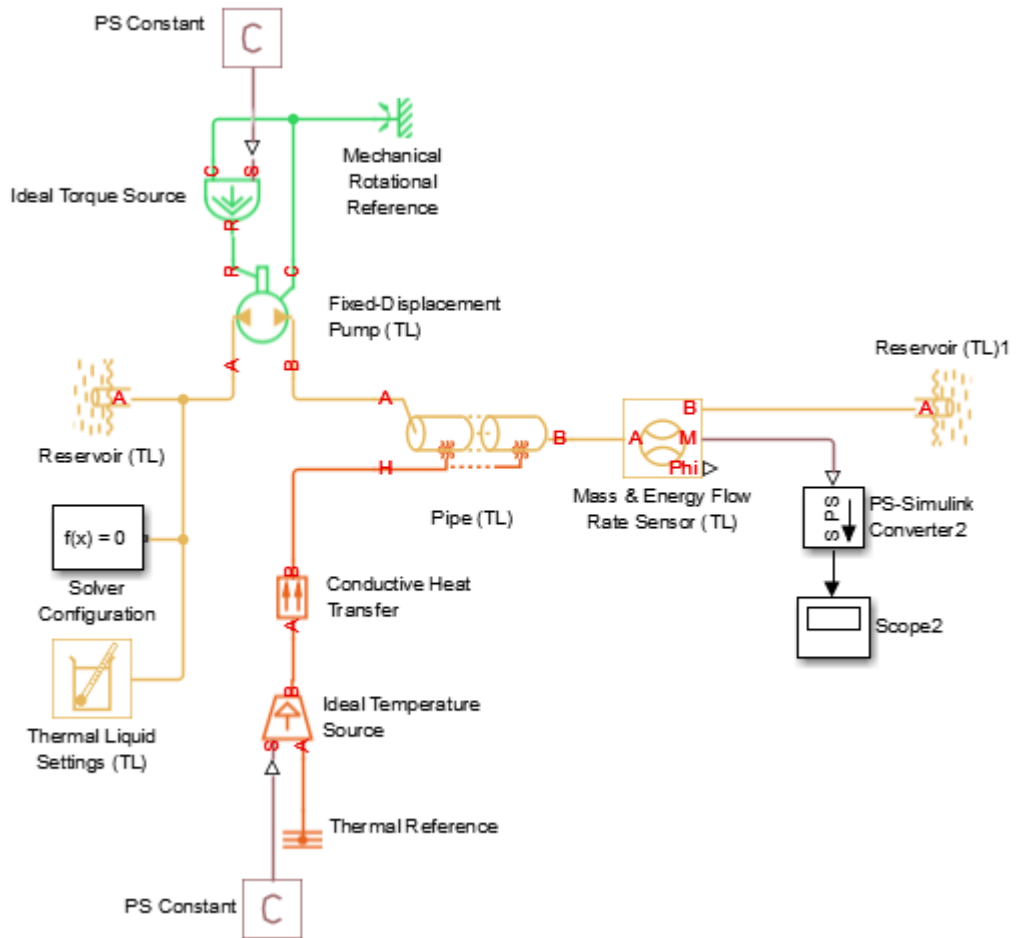 PS Constant
C
C
S
Mechanical
Rotational
Reference
Ideal Torque Source
R
R
C
Fixed-Displacement
Pump (TL)
A
B
Reservoir (TL)1
A
A
A
B
A
B
M
Phi
Reservoir (TL)
H
Pipe (TL)
Mass & Energy Flow
Rate Sensor (TL)
S PS
PS-Simulink
Converter2
f(x) = 0
Solver
Configuration
B
A
Conductive Heat
Transfer
Scope2
Thermal Liquid
Settings (TL)
B
S
A
Ideal Temperature
Source
Thermal Reference
PS Constant
C